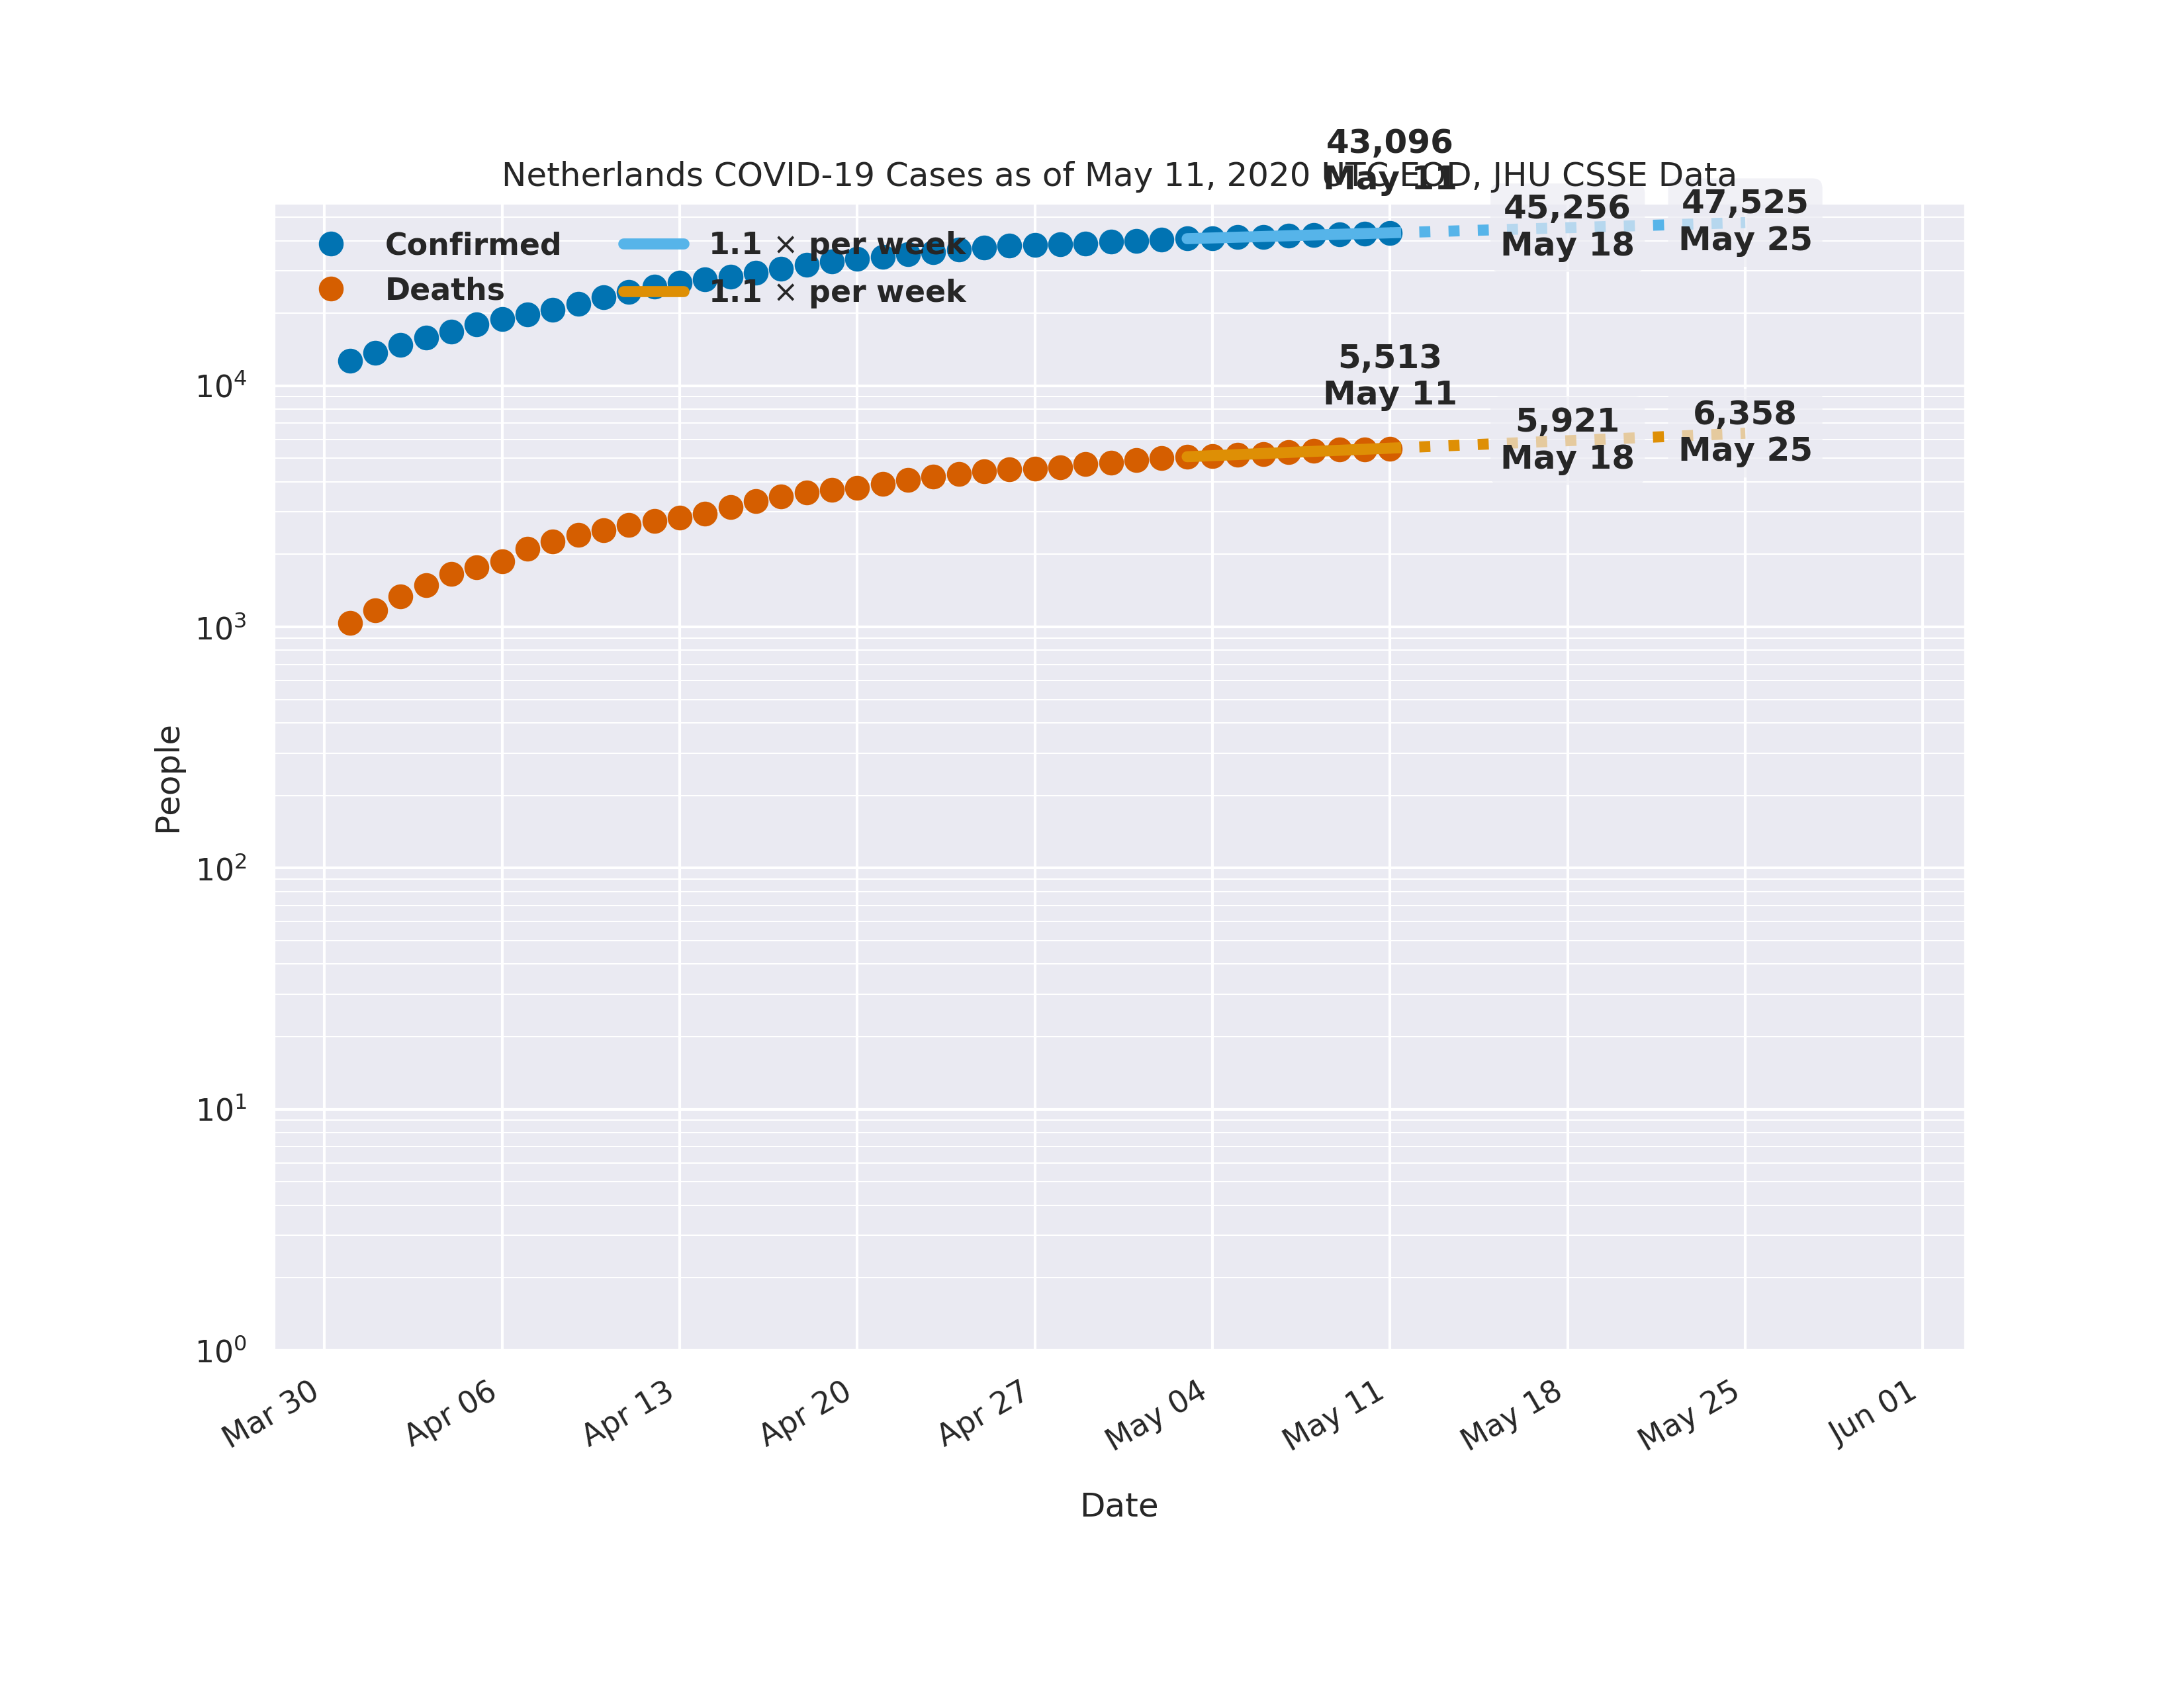 43,096
May 11
Netherlands COVID-19 Cases as of May 11, 2020 UTC EOD, JHU CSSE Data
45,256
May 18
47,525
May 25
Confirmed
Deaths
1.1 × per week
1.1 × per week
5,513
May 11
5,921
May 18
6,358
May 25
People
10⁴
10³
10²
10¹
10⁰
Mar 30
Apr 06
Apr 13
Apr 20
Apr 27
May 04
May 11
May 18
May 25
Jun 01
Date